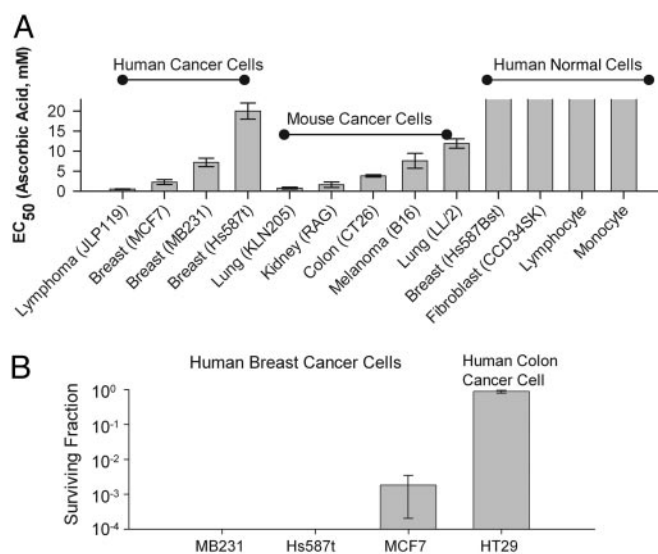 A
Human Cancer Cells
Human Normal Cells
Mouse Cancer Cells
EC50 (Ascorbic Acid, mM)
20
15
10
5
0
Lymphoma (JLP119)
Breast (MCF7)
Breast (MB231)
Breast (Hs587t)
Lung (KLN205)
Kidney (RAG)
Colon (CT26)
Melanoma (B16)
Lung (LL/2)
Breast (Hs587Bst)
Fibroblast (CCD34SK)
Lymphocyte
Monocyte
B
Human Breast Cancer Cells
Human Colon
Cancer Cell
Surviving Fraction
10^0
10^-1
10^-2
10^-3
10^-4
MB231 Hs587t MCF7 HT29